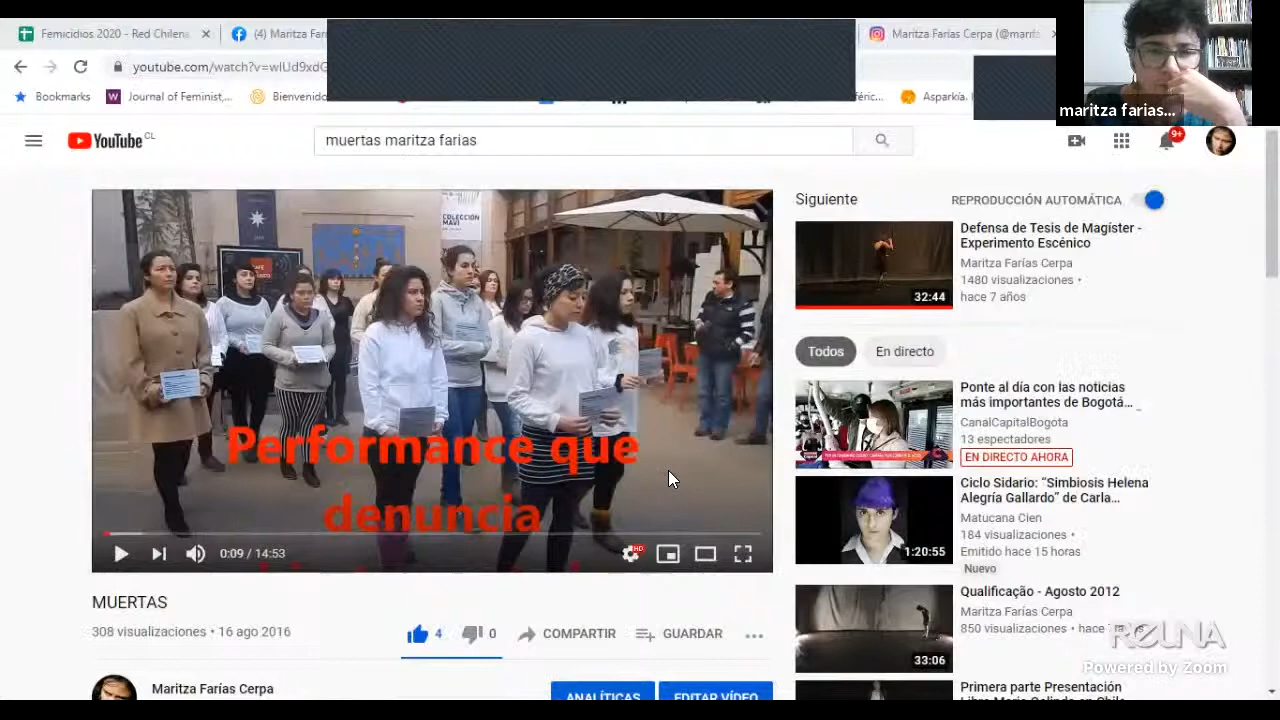 Femicidios 2020 - Red Chilena
(4) Maritza Far
Maritza Farías Cerpa (@marit
youtube.com/watch?v=wlUd9xdG
Bookmarks
Journal of Feminist,...
Bienvenido
éric...
Asparkía.
maritza farias...
YouTube CL
muertas maritza farias
9+
COLECCIÓN
MAVI
Performance que
denuncia
0:09 / 14:53
HD
MUERTAS
308 visualizaciones • 16 ago 2016
4
0
COMPARTIR
GUARDAR
Maritza Farías Cerpa
ANALÍTICAS
EDITAR VÍDEO
Siguiente
REPRODUCCIÓN AUTOMÁTICA
Defensa de Tesis de Magíster -
Experimento Escénico
Maritza Farías Cerpa
1480 visualizaciones •
hace 7 años
32:44
Todos
En directo
Ponte al día con las noticias
más importantes de Bogotá...
CanalCapitalBogota
13 espectadores
EN DIRECTO AHORA
Ciclo Sidario: “Simbiosis Helena
Alegría Gallardo” de Carla...
Matucana Cien
184 visualizaciones •
Emitido hace 15 horas
Nuevo
1:20:55
Qualificação - Agosto 2012
Maritza Farías Cerpa
850 visualizaciones • hace
33:06
REUNA
Powered by Zoom
Primera parte Presentación